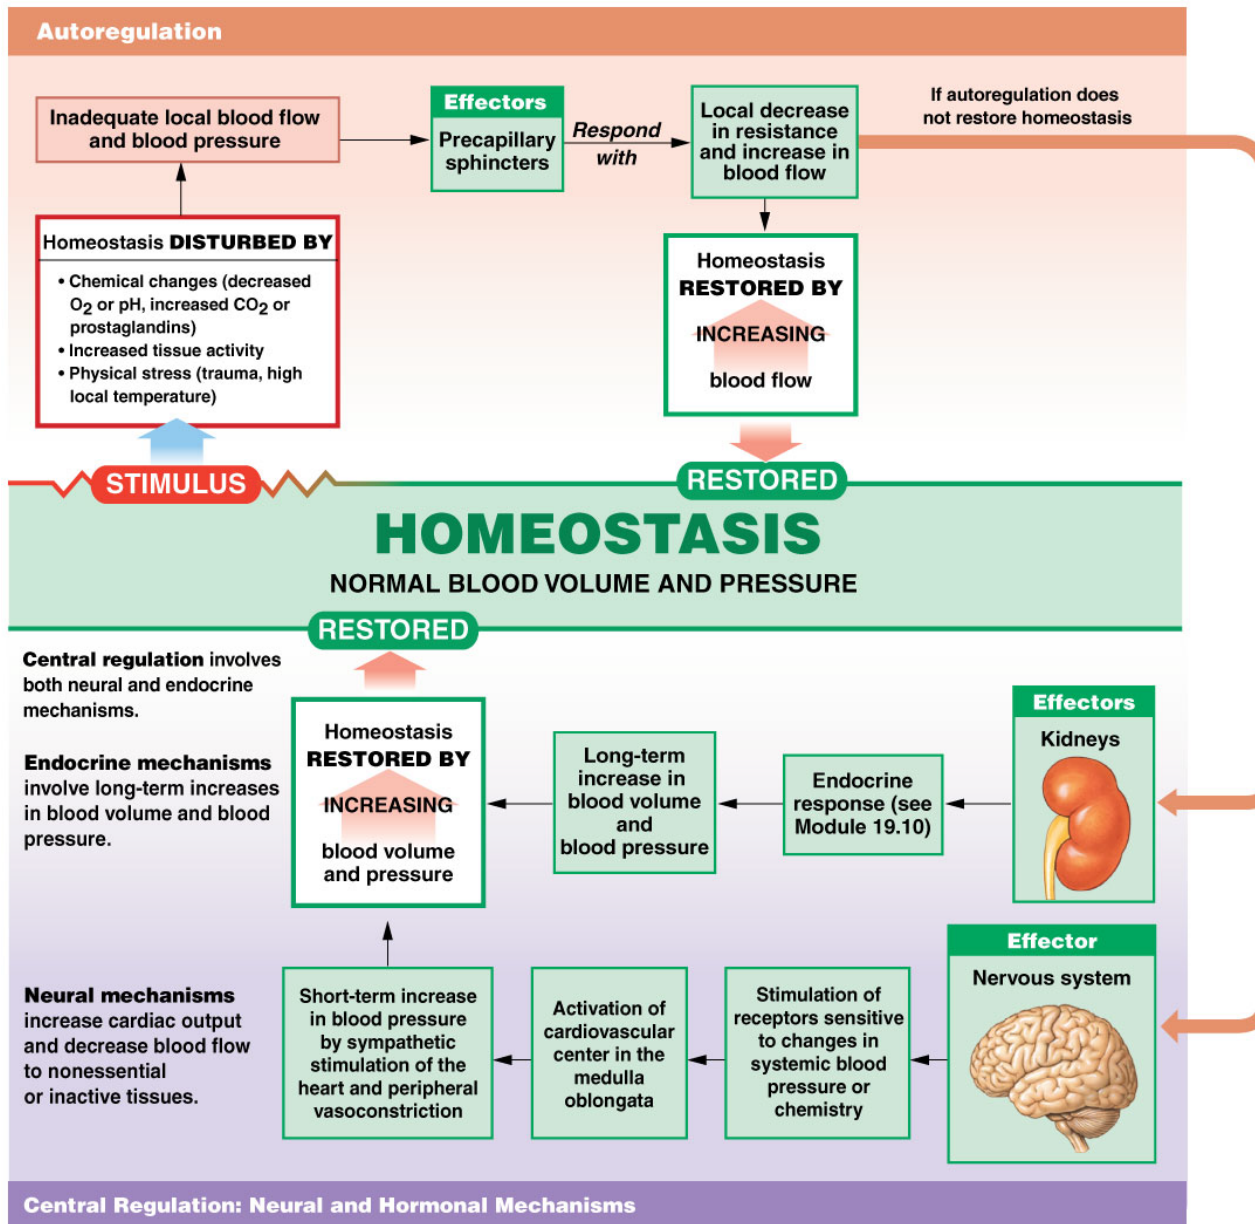 Autoregulation
Inadequate local blood flow
and blood pressure
Effectors
Precapillary
sphincters
Respond
with
Local decrease
in resistance
and increase in
blood flow
If autoregulation does
not restore homeostasis
Homeostasis DISTURBED BY
• Chemical changes (decreased
O₂ or pH, increased CO₂ or
prostaglandins)
• Increased tissue activity
• Physical stress (trauma, high
local temperature)
Homeostasis
RESTORED BY
INCREASING
blood flow
STIMULUS
RESTORED
HOMEOSTASIS
NORMAL BLOOD VOLUME AND PRESSURE
RESTORED
Central regulation involves
both neural and endocrine
mechanisms.
Endocrine mechanisms
involve long-term increases
in blood volume and blood
pressure.
Homeostasis
RESTORED BY
INCREASING
blood volume
and pressure
Long-term
increase in
blood volume
and
blood pressure
Endocrine
response (see
Module 19.10)
Effectors
Kidneys
Neural mechanisms
increase cardiac output
and decrease blood flow
to nonessential
or inactive tissues.
Short-term increase
in blood pressure
by sympathetic
stimulation of the
heart and peripheral
vasoconstriction
Activation of
cardiovascular
center in the
medulla
oblongata
Stimulation of
receptors sensitive
to changes in
systemic blood
pressure or
chemistry
Effector
Nervous system
Central Regulation: Neural and Hormonal Mechanisms